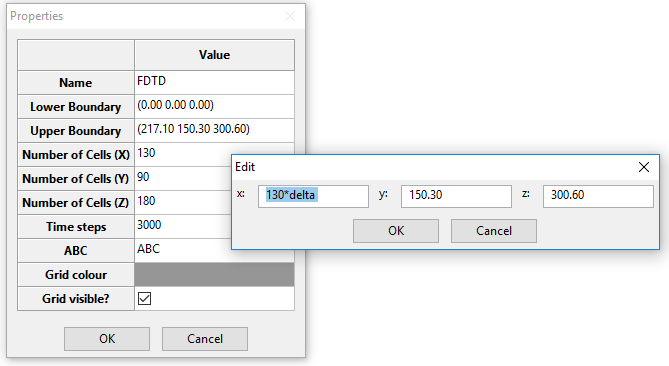 Properties
Value
Name FDTD
Lower Boundary (0.00 0.00 0.00)
Upper Boundary (217.10 150.30 300.60)
Number of Cells (X) 130
Number of Cells (Y) 90
Number of Cells (Z) 180
Time steps 3000
ABC ABC
Grid colour
Grid visible?
OK Cancel
Edit
x: 130*delta y: 150.30 z: 300.60
OK Cancel